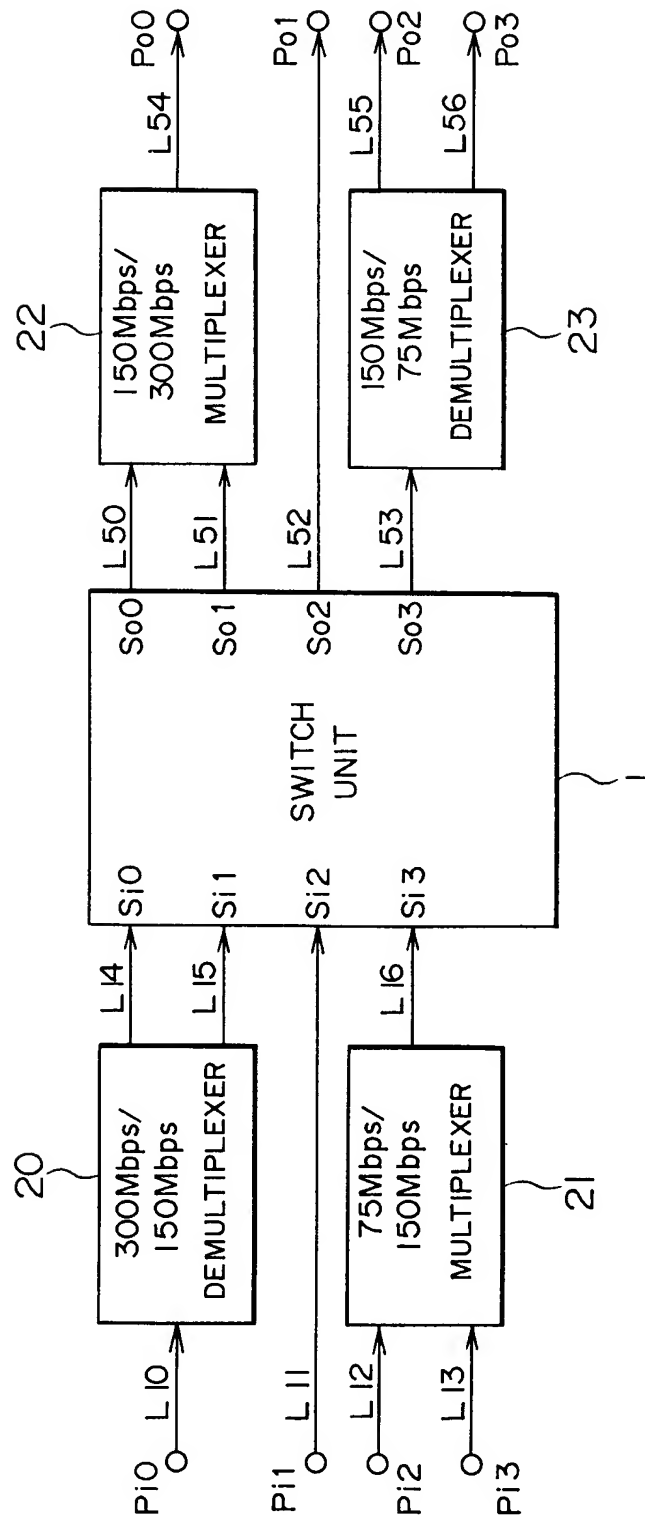 Pi0
L10
20
300Mbps/
150Mbps
DEMULTIPLEXER
L14
L15
Pi1
L11
Pi2
L12
Pi3
L13
75Mbps/
150Mbps
MULTIPLEXER
21
L16
Si0
Si1
Si2
Si3
SWITCH
UNIT
1
So0
So1
So2
So3
L50
L51
L52
L53
22
150Mbps/
300Mbps
MULTIPLEXER
L54
Po0
Po1
150Mbps/
75Mbps
DEMULTIPLEXER
23
L55
Po2
L56
Po3